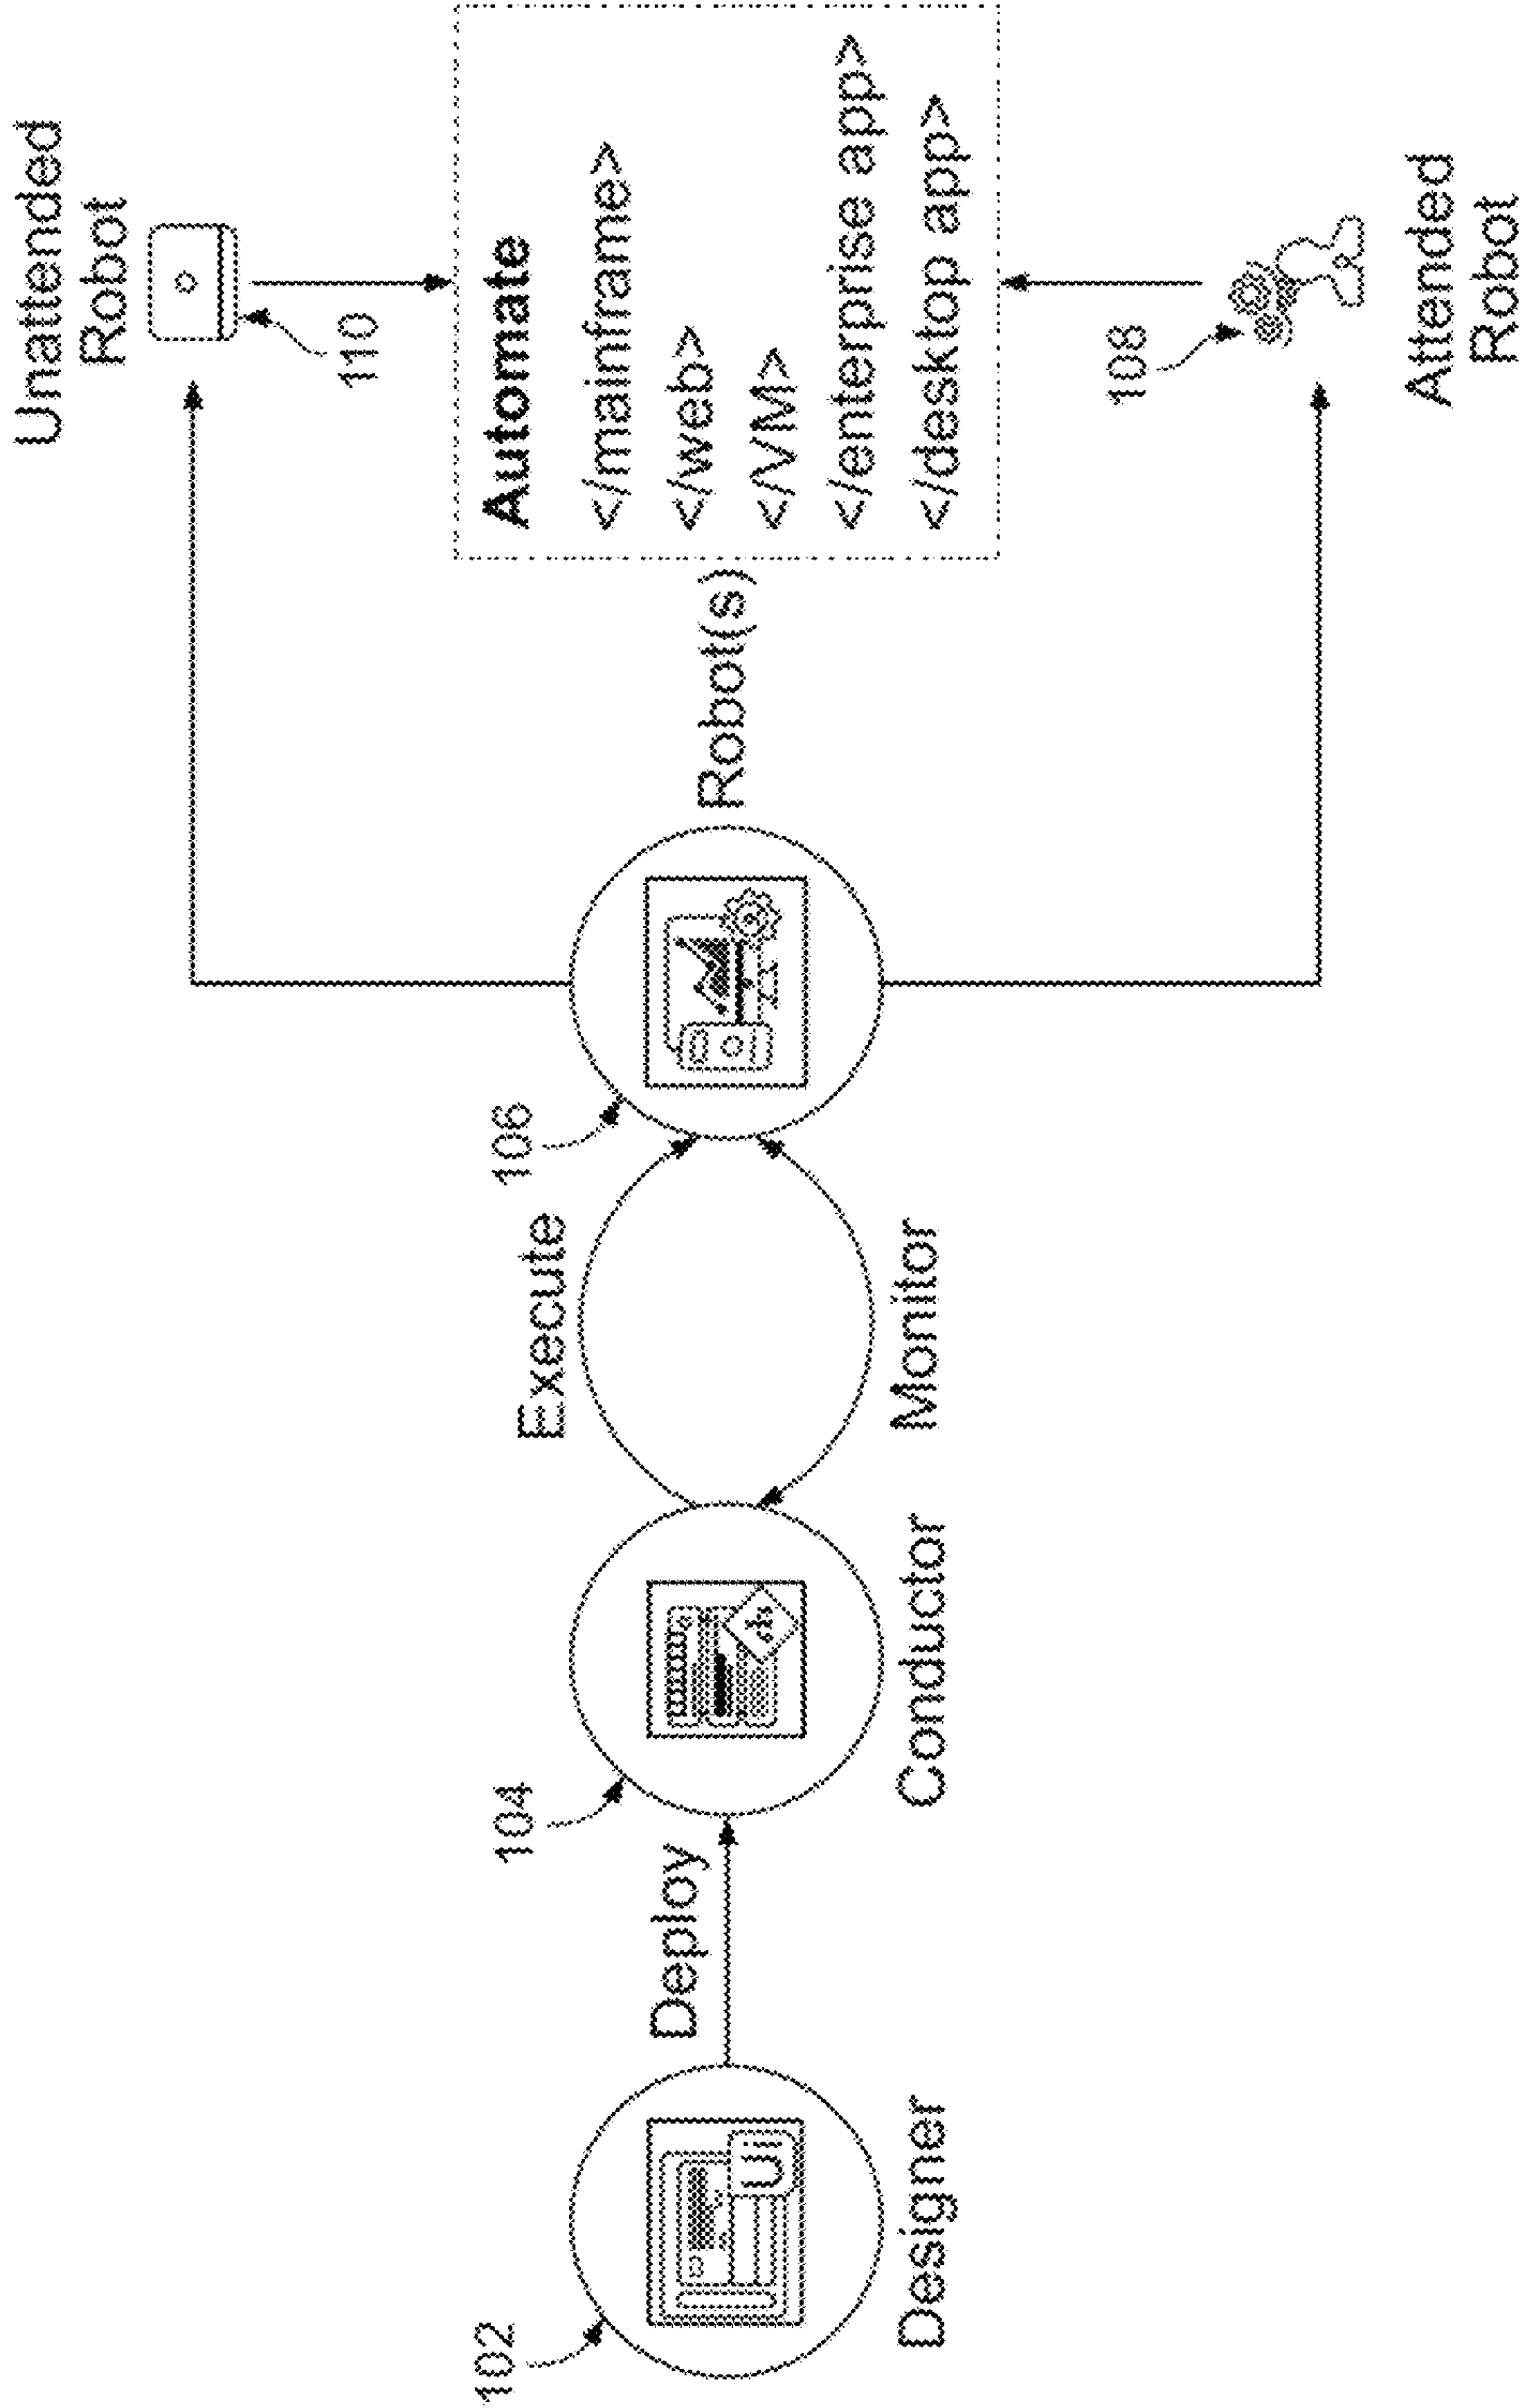 102
Ui
Designer
Deploy
104
Conductor
Execute
Monitor
106
Robot(s)
Unattended
Robot
110
Automate
</mainframe>
</web>
</VM>
</enterprise app>
</desktop app>
108
Attended
Robot